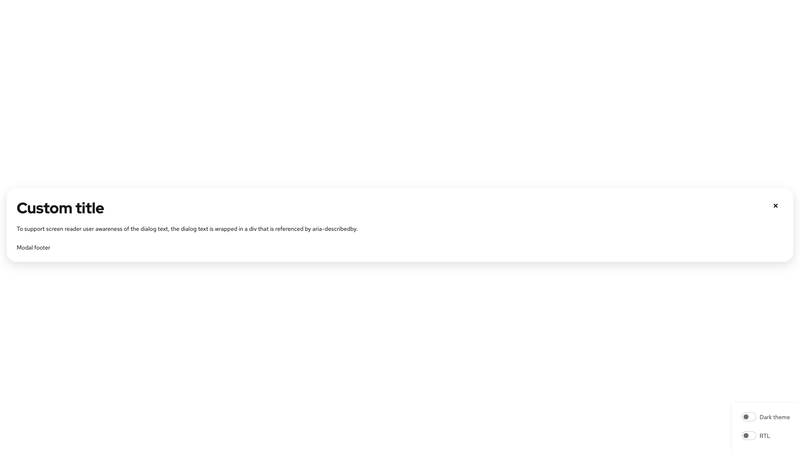 Custom title
To support screen reader user awareness of the dialog text, the dialog text is wrapped in a div that is referenced by aria-describedby.
Modal footer
Dark theme
RTL